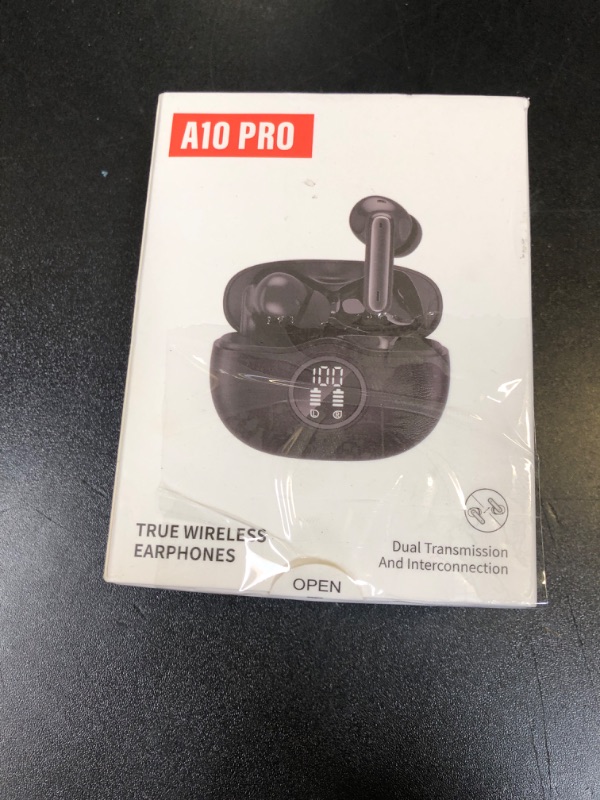 A10 PRO
100
TRUE WIRELESS
EARPHONES
Dual Transmission
And Interconnection
OPEN